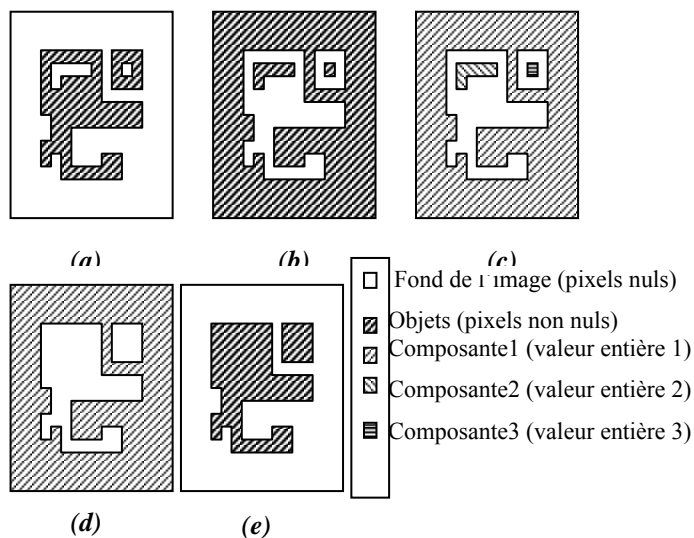 (a) (b) (c)
Fond de l'image (pixels nuls)
Objets (pixels non nuls)
Composante1 (valeur entière 1)
Composante2 (valeur entière 2)
Composante3 (valeur entière 3)
(d) (e)